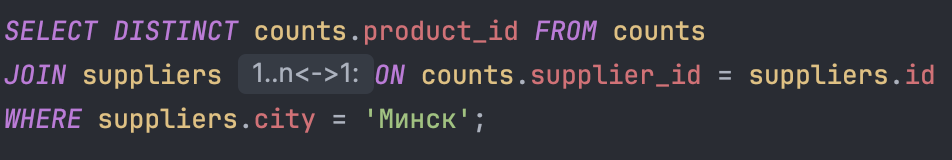 SELECT DISTINCT counts.product_id FROM counts
JOIN suppliers 1..n<->1: ON counts.supplier_id = suppliers.id
WHERE suppliers.city = 'Минск';